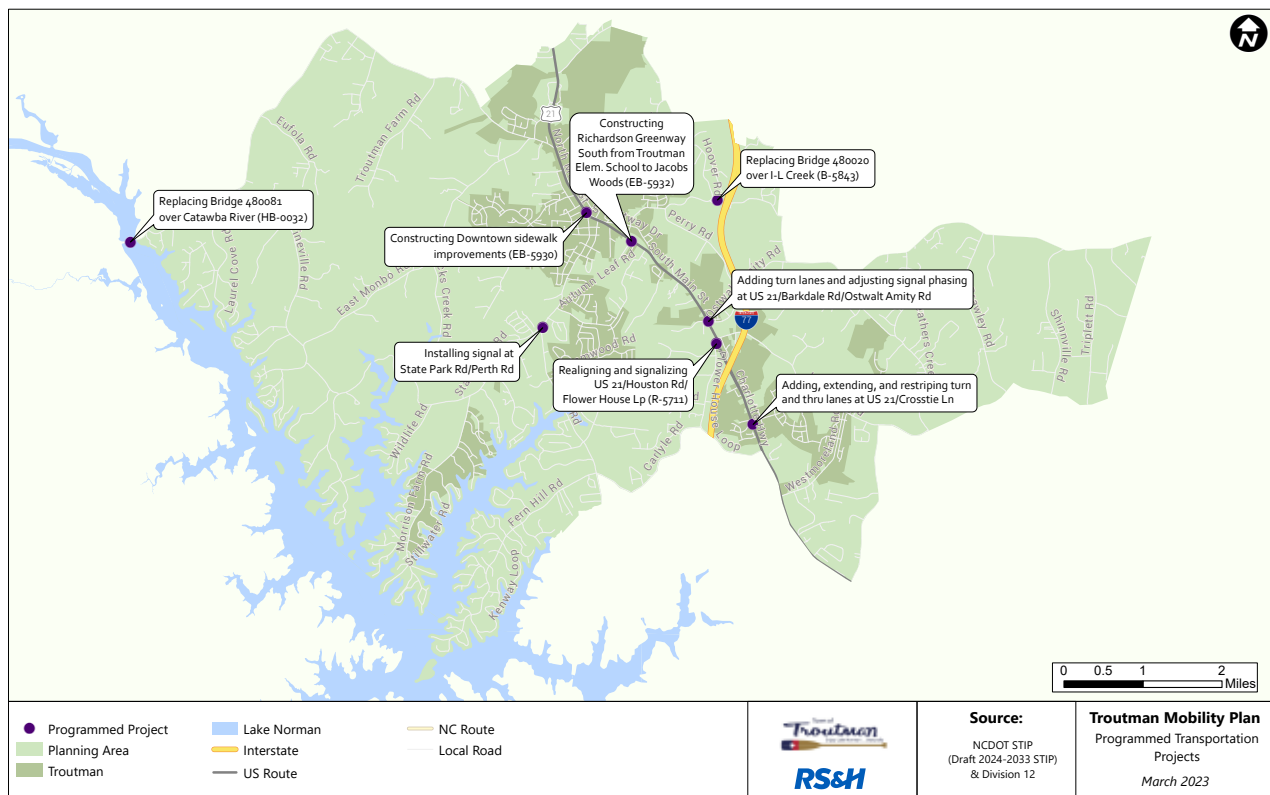 N
21
Eufola Rd
Troutman Farm Rd
Constructing
Richardson Greenway
South from Troutman
Elem. School to Jacobs
Woods (EB-5932)
Hoover Rd
Replacing Bridge 480020
over I-L Creek (B-5843)
Replacing Bridge 480081
over Catawba River (HB-0032)
Constructing Downtown sidewalk
improvements (EB-5930)
Perry Rd
Laurel Cove Rd
East Monbo Rd
Autumn Leaf Rd
South Main St
Adding turn lanes and adjusting signal phasing
at US 21/Barkdale Rd/Ostwalt Amity Rd
77
Shinnville Rd
Triplett Rd
Installing signal at
State Park Rd/Perth Rd
Realigning and signalizing
US 21/Houston Rd/
Flower House Lp (R-5711)
Adding, extending, and restriping turn
and thru lanes at US 21/Crosstie Ln
Charlotte Hwy
Flower House Loop
Wildlife Rd
Carlyle Rd
Westmoreland Rd
Morrison Farm Rd
Stillwater Rd
Fern Hill Rd
Kenway Loop
0 0.5 1 2
Miles
Programmed Project
Planning Area
Troutman
Lake Norman
Interstate
US Route
NC Route
Local Road
Town of
Troutman
RS&H
Source:
NCDOT STIP
(Draft 2024-2033 STIP)
& Division 12
Troutman Mobility Plan
Programmed Transportation
Projects
March 2023